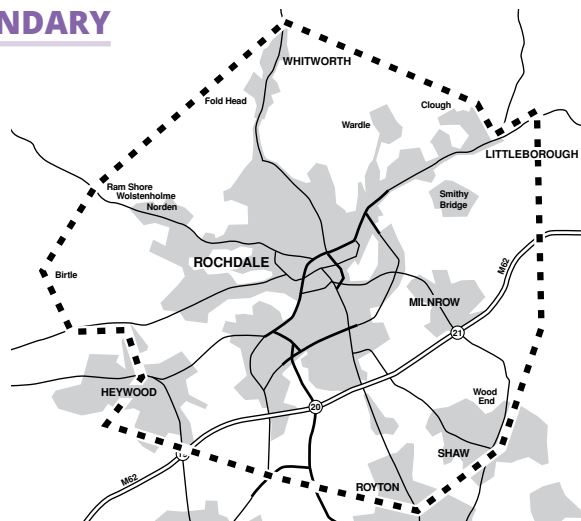 NDARY
WHITWORTH
Fold Head
Clough
Wardle
LITTLEBOROUGH
Ram Shore
Wolstenholme
Norden
Smithy
Bridge
ROCHDALE
M62
Birtle
MILNROW
21
HEYWOOD
Wood
End
20
SHAW
M62
ROYTON